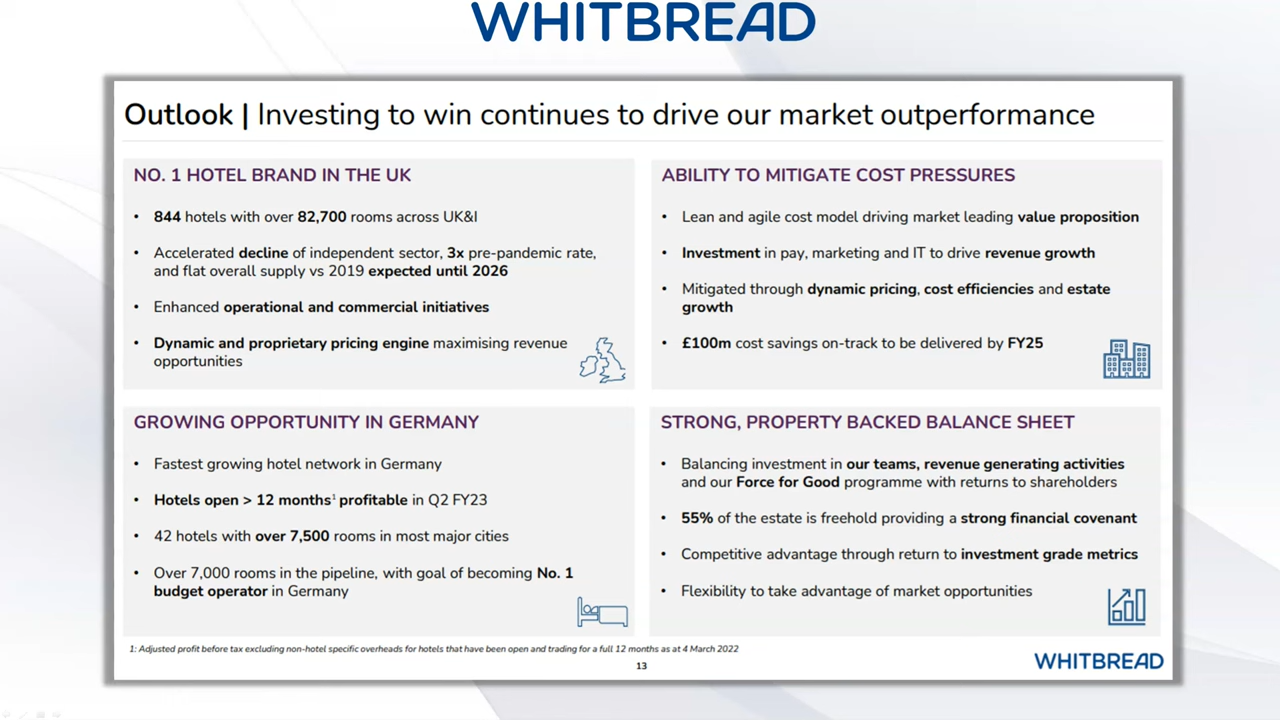 WHITBREAD
Outlook | Investing to win continues to drive our market outperformance
NO. 1 HOTEL BRAND IN THE UK
• 844 hotels with over 82,700 rooms across UK&I
• Accelerated decline of independent sector, 3x pre-pandemic rate,
and flat overall supply vs 2019 expected until 2026
• Enhanced operational and commercial initiatives
• Dynamic and proprietary pricing engine maximising revenue
opportunities
ABILITY TO MITIGATE COST PRESSURES
• Lean and agile cost model driving market leading value proposition
• Investment in pay, marketing and IT to drive revenue growth
• Mitigated through dynamic pricing, cost efficiencies and estate
growth
• £100m cost savings on-track to be delivered by FY25
GROWING OPPORTUNITY IN GERMANY
• Fastest growing hotel network in Germany
• Hotels open > 12 months¹ profitable in Q2 FY23
• 42 hotels with over 7,500 rooms in most major cities
• Over 7,000 rooms in the pipeline, with goal of becoming No. 1
budget operator in Germany
STRONG, PROPERTY BACKED BALANCE SHEET
• Balancing investment in our teams, revenue generating activities
and our Force for Good programme with returns to shareholders
• 55% of the estate is freehold providing a strong financial covenant
• Competitive advantage through return to investment grade metrics
• Flexibility to take advantage of market opportunities
1: Adjusted profit before tax excluding non-hotel specific overheads for hotels that have been open and trading for a full 12 months as at 4 March 2022
13
WHITBREAD